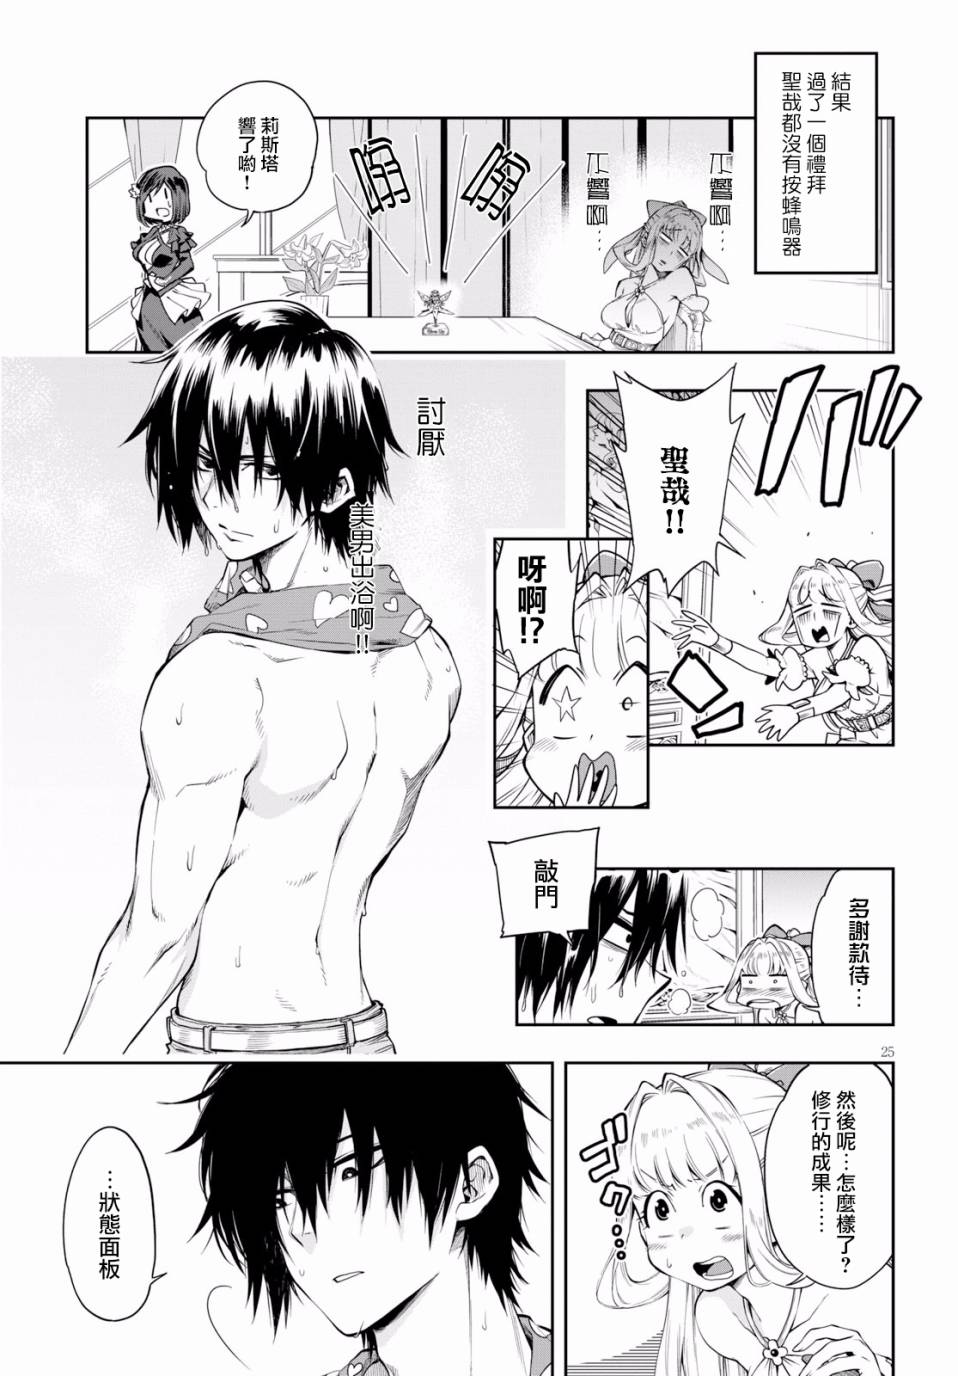 結果
過了一個禮拜
聖哉都沒有按蜂鳴器
不響啊…
不響啊…
嗡
嗡
莉斯塔
響了喲！
聖哉!!
呀啊!?
討厭
美男出浴啊!!
多謝款待…
敲門
25
然後呢…怎麼樣了?
修行的成果……
…狀態面板